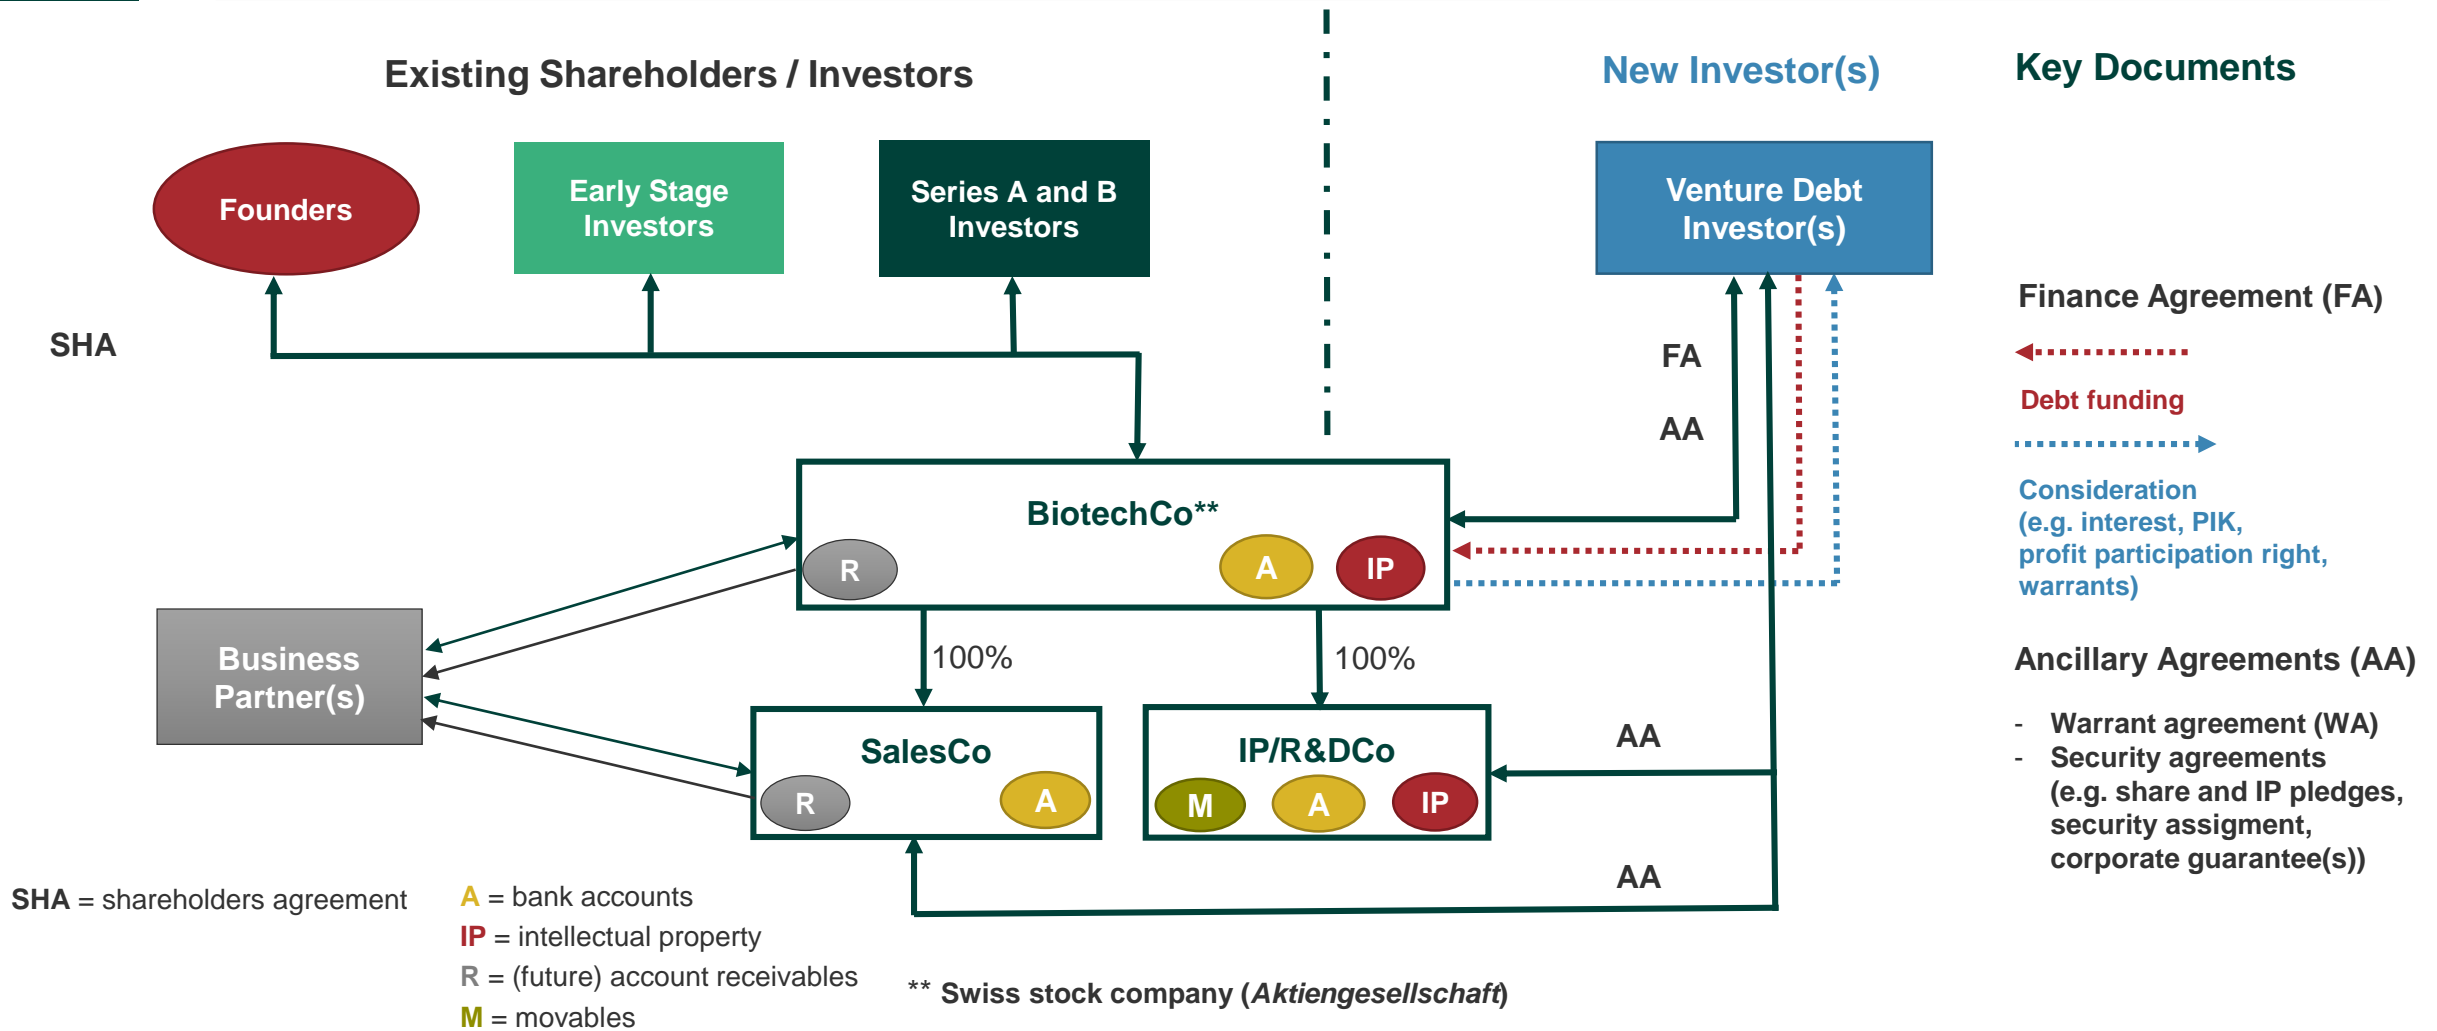 Existing Shareholders / Investors
New Investor(s)
Key Documents
Founders
Early Stage
Investors
Series A and B
Investors
Venture Debt
Investor(s)
SHA
FA
AA
Finance Agreement (FA)
Debt funding
Consideration
(e.g. interest, PIK,
profit participation right,
warrants)
BiotechCo**
R
A
IP
Business
Partner(s)
100%
100%
SalesCo
R
A
IP/R&DCo
M
A
IP
AA
AA
Ancillary Agreements (AA)
- Warrant agreement (WA)
- Security agreements
(e.g. share and IP pledges,
security assigment,
corporate guarantee(s))
SHA = shareholders agreement
A = bank accounts
IP = intellectual property
R = (future) account receivables
M = movables
** Swiss stock company (Aktiengesellschaft)